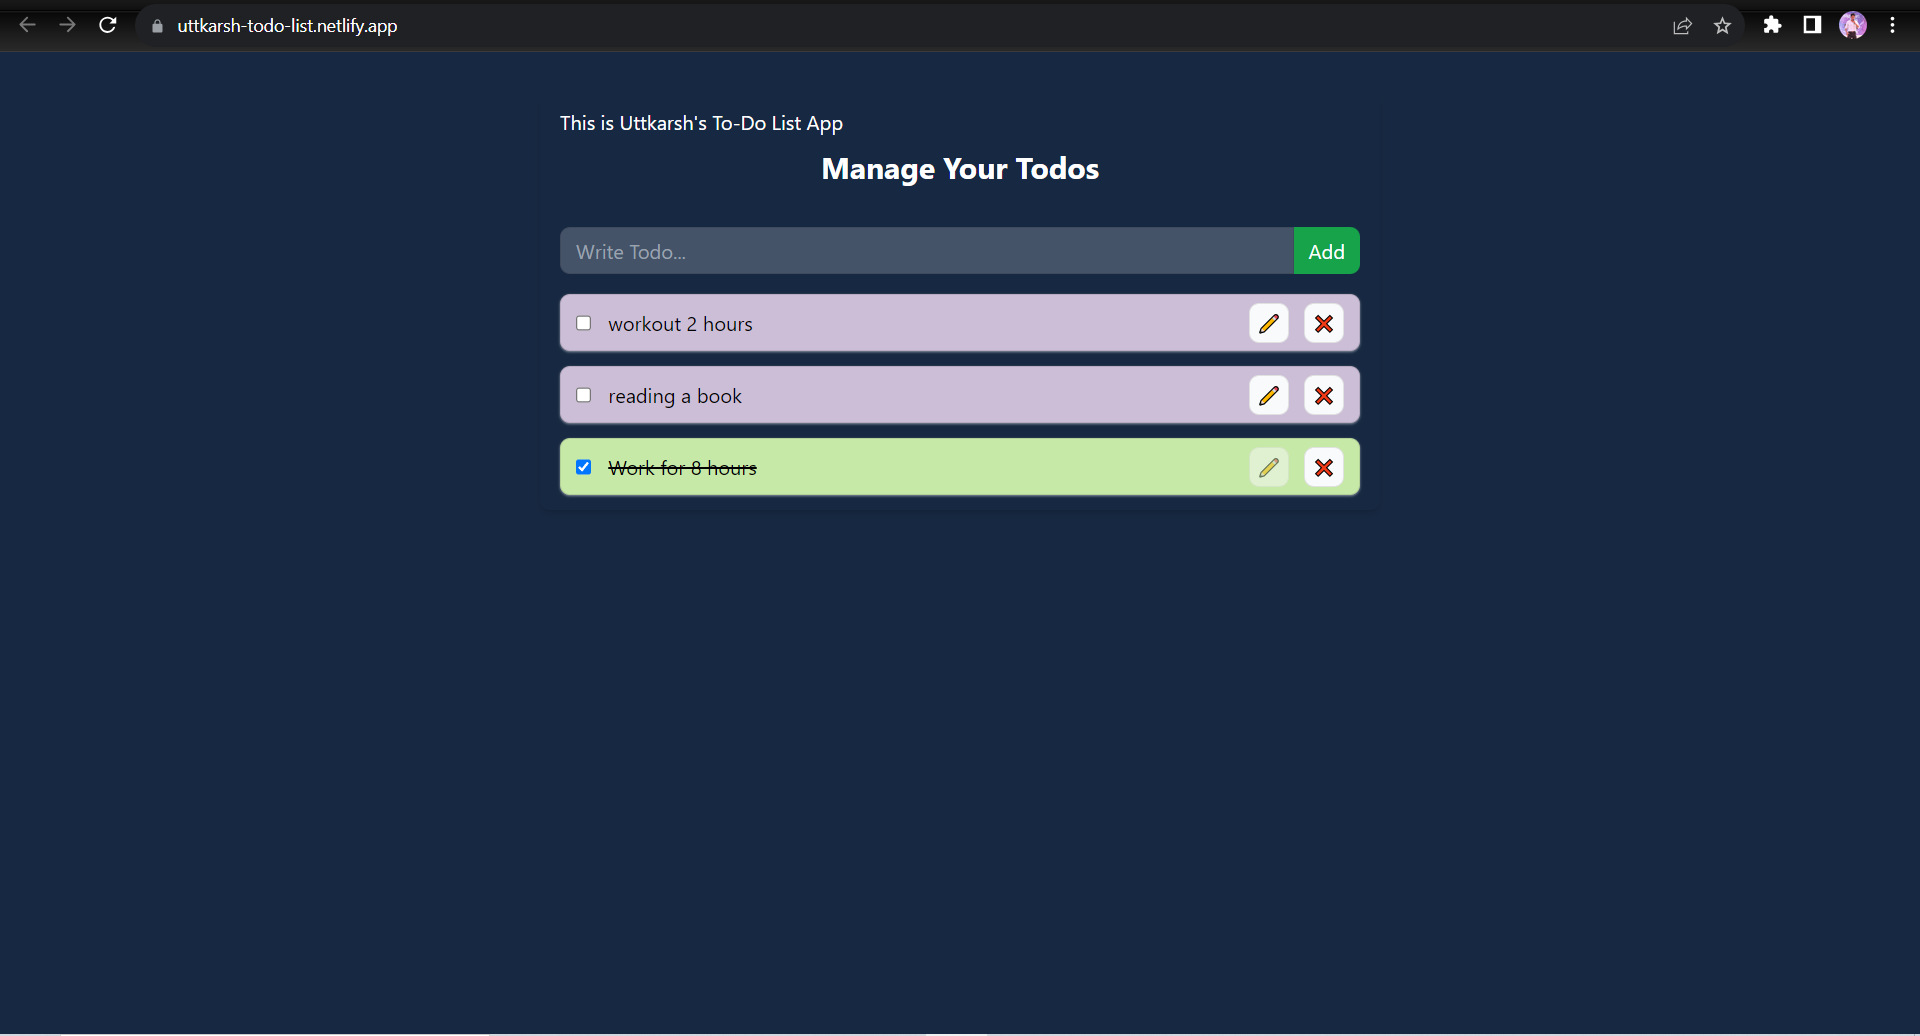 uttkarsh-todo-list.netlify.app
This is Uttkarsh's To-Do List App
Manage Your Todos
Write Todo...
Add
workout 2 hours
reading a book
Work for 8 hours